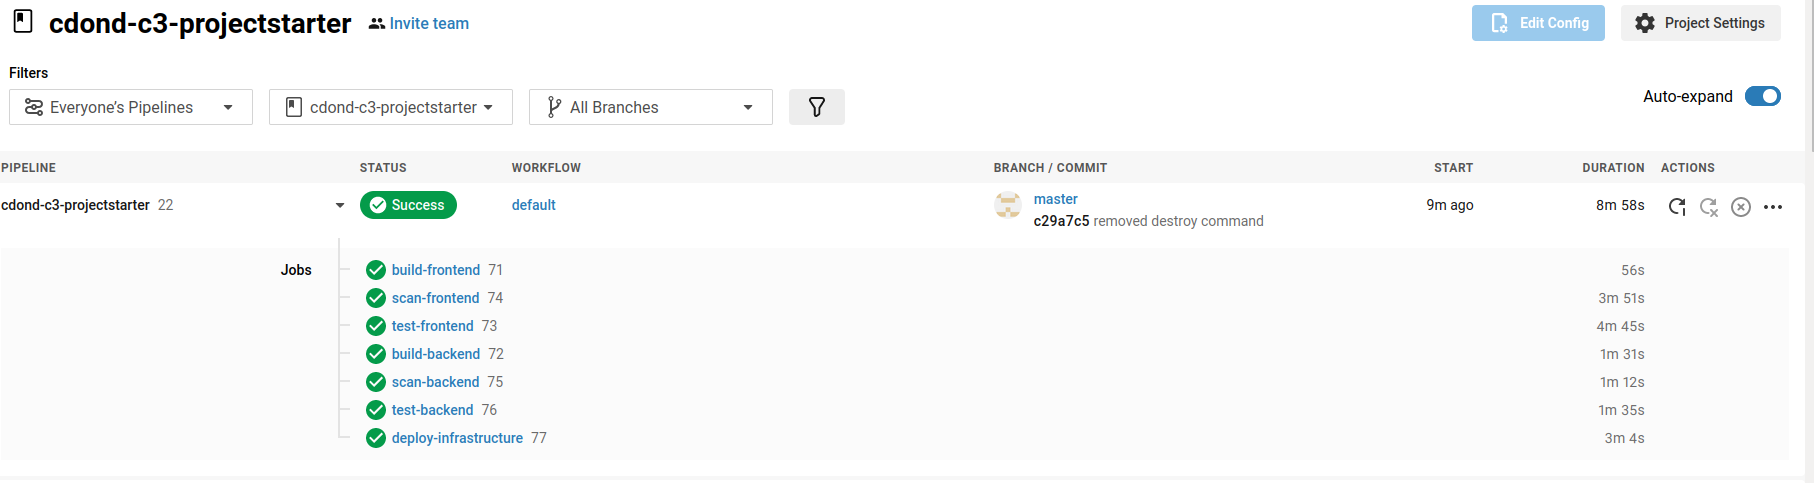 cdond-c3-projectstarter Invite team Edit Config Project Settings
Filters
Everyone's Pipelines cdond-c3-projectstarter All Branches Auto-expand
PIPELINE STATUS WORKFLOW BRANCH / COMMIT START DURATION ACTIONS
cdond-c3-projectstarter 22 Success default master 9m ago 8m 58s
c29a7c5 removed destroy command
Jobs build-frontend 71 56s
scan-frontend 74 3m 51s
test-frontend 73 4m 45s
build-backend 72 1m 31s
scan-backend 75 1m 12s
test-backend 76 1m 35s
deploy-infrastructure 77 3m 4s